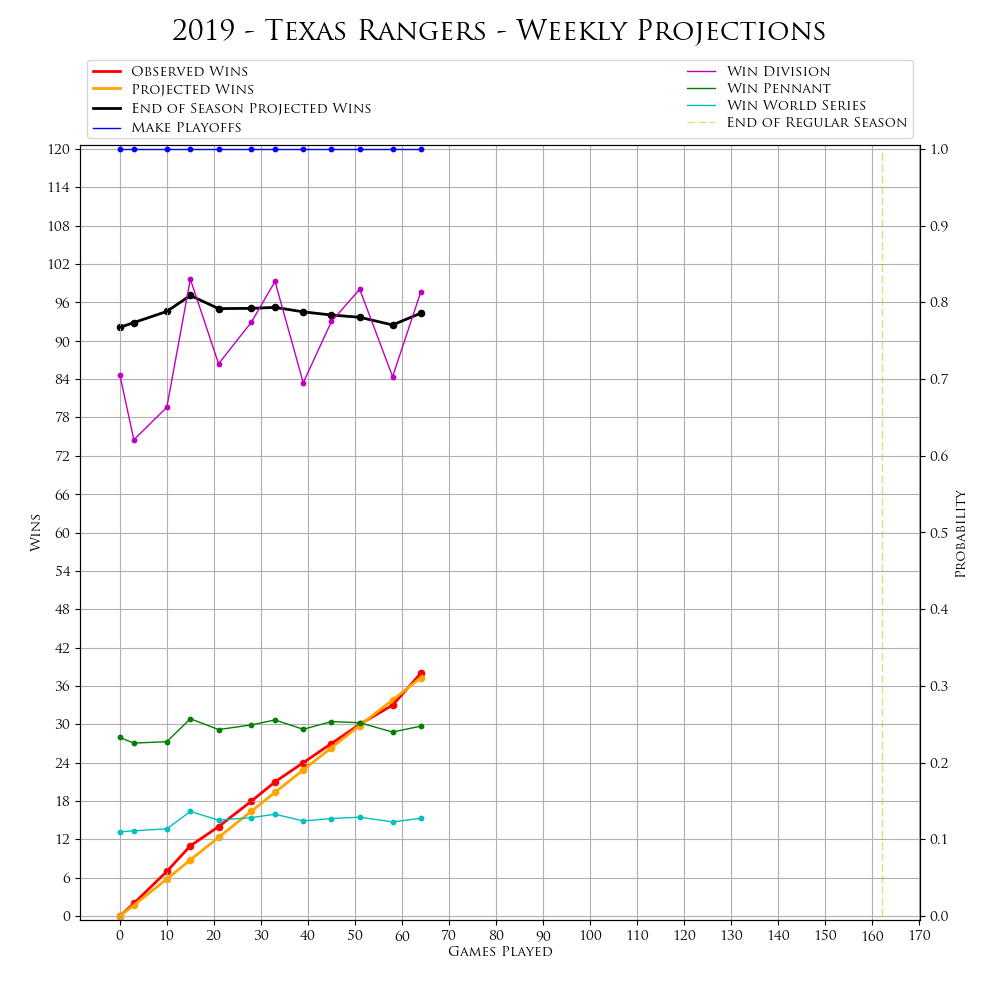 2019 - Texas Rangers - Weekly Projections
Observed Wins
Projected Wins
End of Season Projected Wins
Make Playoffs
Win Division
Win Pennant
Win World Series
End of Regular Season
120
114
108
102
96
90
84
78
72
66
60
54
48
42
36
30
24
18
12
6
0
Wins
1.0
0.9
0.8
0.7
0.6
0.5
0.4
0.3
0.2
0.1
0.0
Probability
0 10 20 30 40 50 60 70 80 90 100 110 120 130 140 150 160 170
Games Played